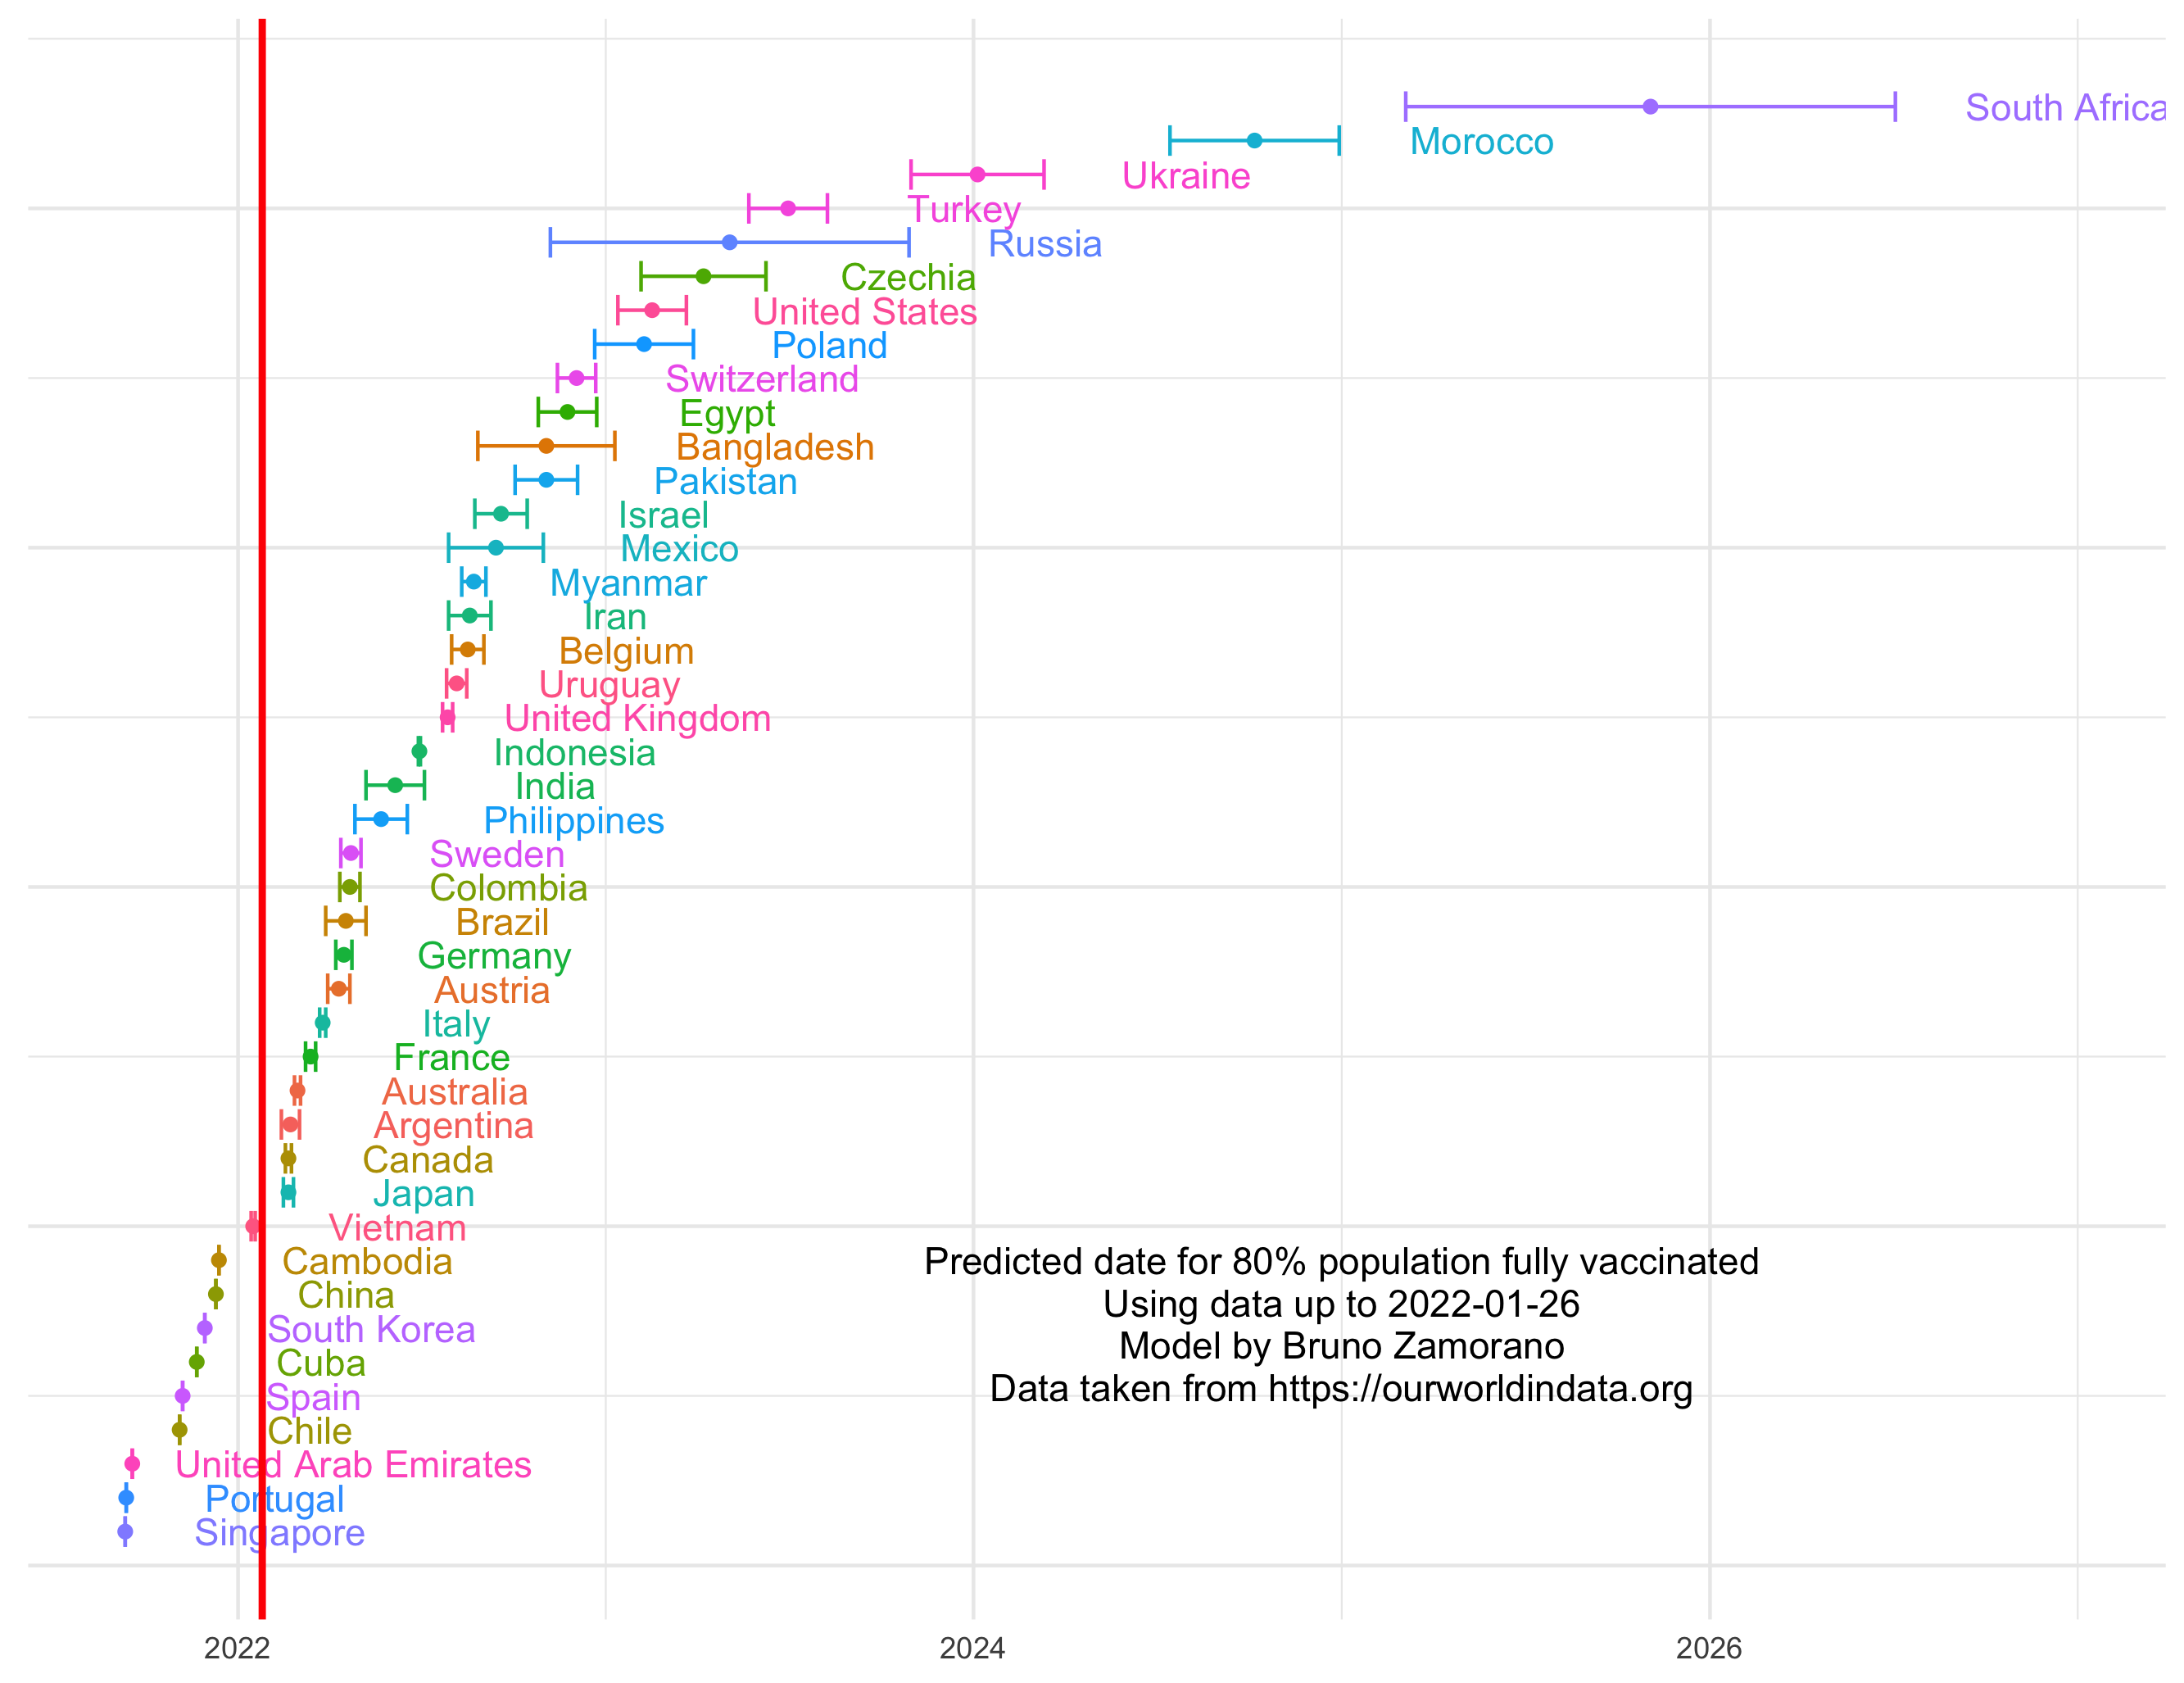 South Africa
Morocco
Ukraine
Turkey
Russia
Czechia
United States
Poland
Switzerland
Egypt
Bangladesh
Pakistan
Israel
Mexico
Myanmar
Iran
Belgium
Uruguay
United Kingdom
Indonesia
India
Philippines
Sweden
Colombia
Brazil
Germany
Austria
Italy
France
Australia
Argentina
Canada
Japan
Vietnam
Cambodia
China
South Korea
Cuba
Spain
Chile
United Arab Emirates
Portugal
Singapore
Predicted date for 80% population fully vaccinated
Using data up to 2022-01-26
Model by Bruno Zamorano
Data taken from https://ourworldindata.org
2022
2024
2026